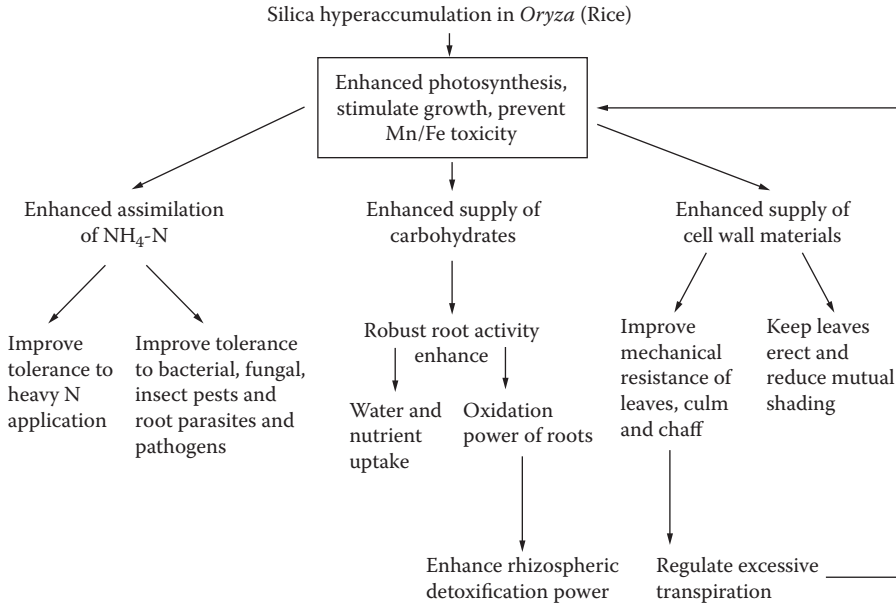 Silica hyperaccumulation in Oryza (Rice)
Enhanced photosynthesis,
stimulate growth, prevent
Mn/Fe toxicity
Enhanced assimilation
of NH4-N
Enhanced supply of
carbohydrates
Enhanced supply of
cell wall materials
Improve
tolerance to
heavy N
application
Improve tolerance
to bacterial, fungal,
insect pests and
root parasites and
pathogens
Robust root activity
enhance
Water and
nutrient
uptake
Oxidation
power of roots
Improve
mechanical
resistance of
leaves, culm
and chaff
Keep leaves
erect and
reduce mutual
shading
Enhance rhizospheric
detoxification power
Regulate excessive
transpiration